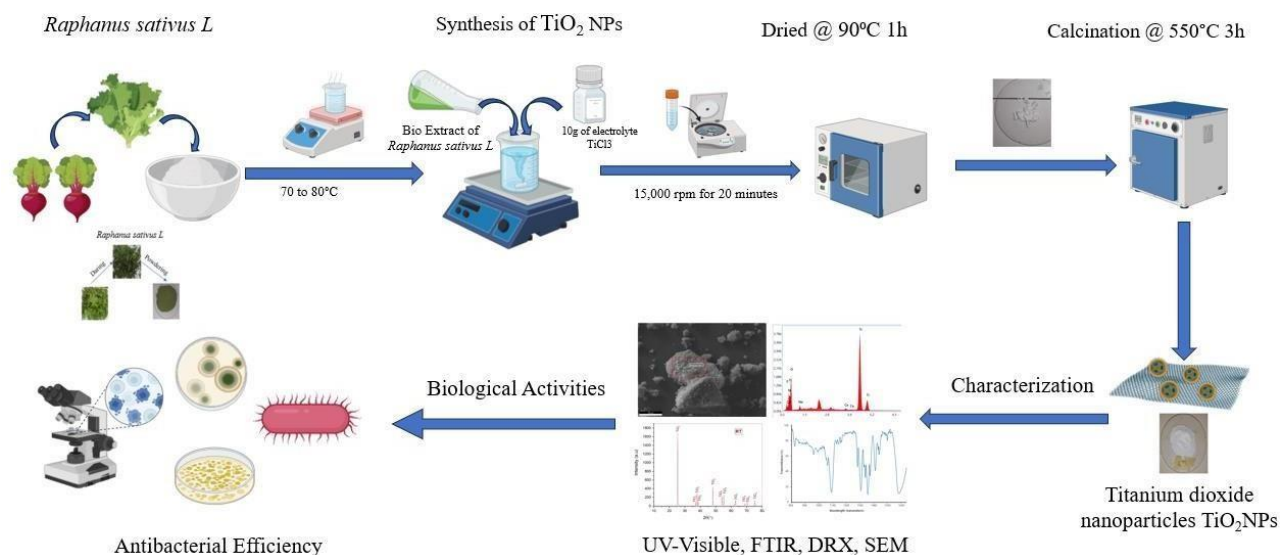 Raphanus sativus L
Synthesis of TiO2 NPs
Dried @ 90ºC 1h
Calcination @ 550°C 3h
Bio Extract of
Raphanus sativus L
10g of electrolyte
TiCl3
70 to 80°C
15,000 rpm for 20 minutes
Raphanus sativus L
Powdering
Biological Activities
Characterization
Intensity (a.u)
Titanium dioxide
nanoparticles TiO2NPs
Antibacterial Efficiency
UV-Visible, FTIR, DRX, SEM